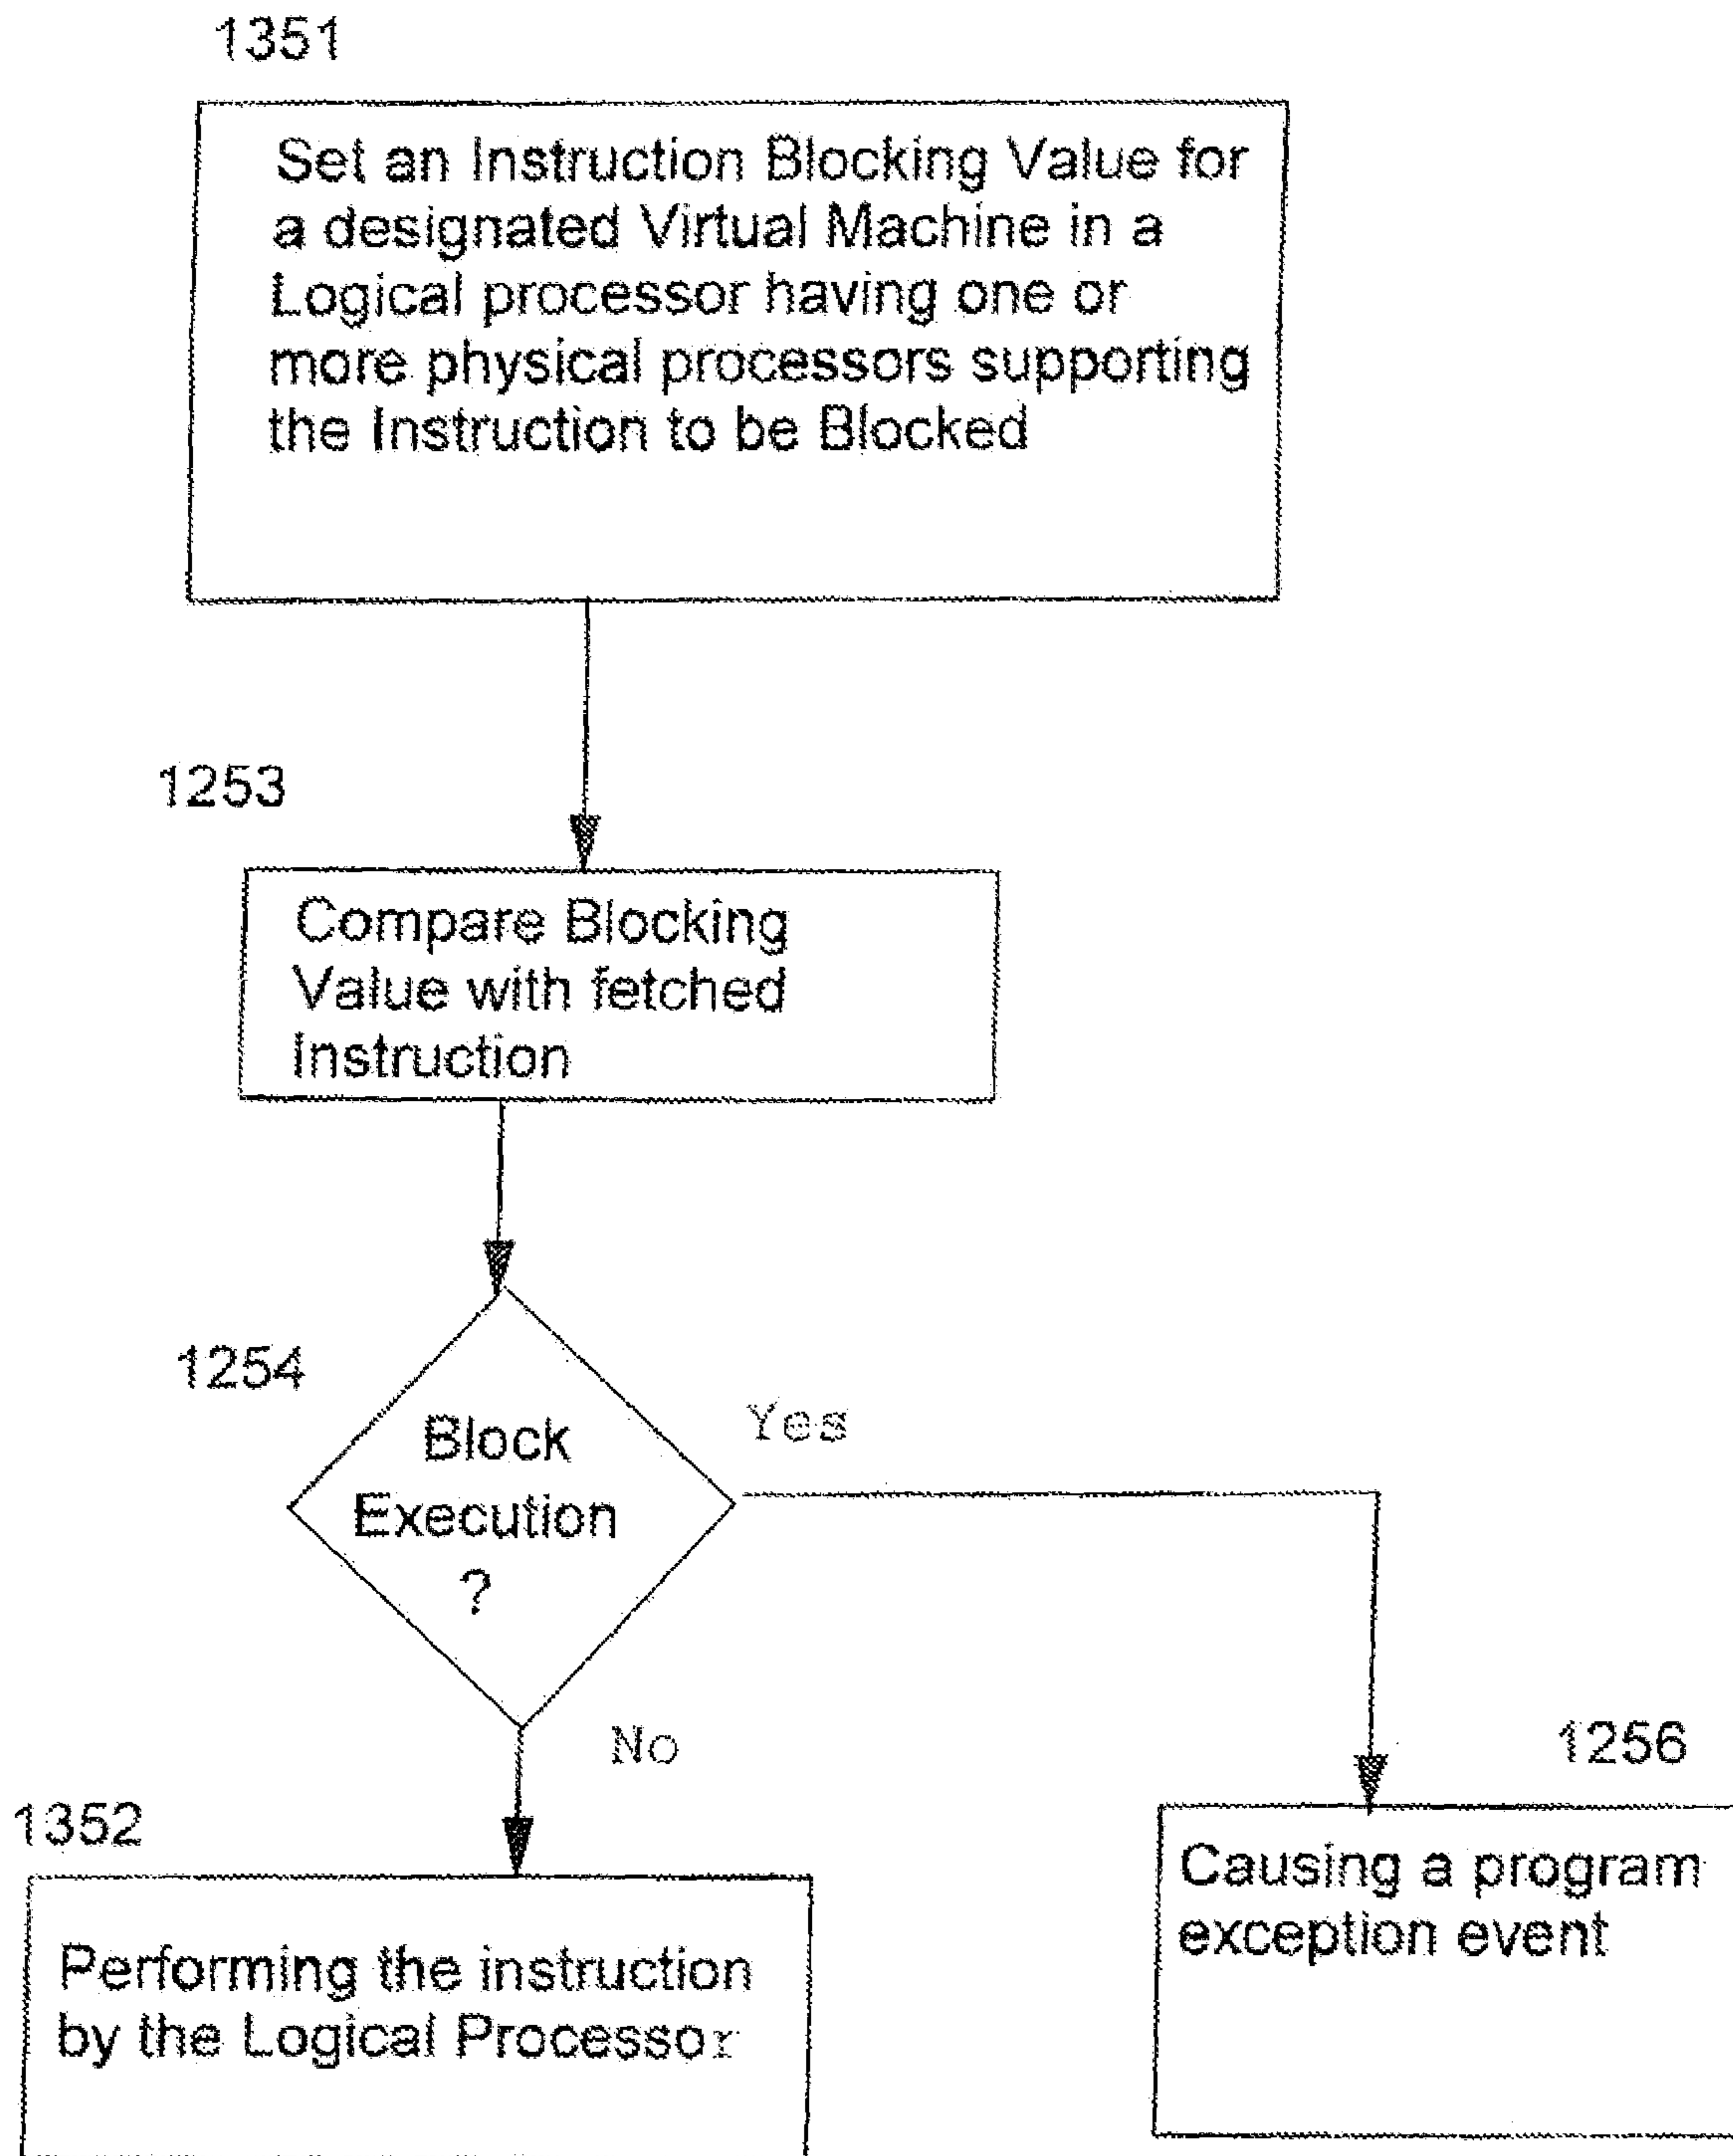 1351
Set an Instruction Blocking Value for
a designated Virtual Machine in a
Logical processor having one or
more physical processors supporting
the Instruction to be Blocked
1253
Compare Blocking
Value with fetched
Instruction
1254
Block
Execution
?
Yes
No
1256
Causing a program
exception event
1352
Performing the instruction
by the Logical Processor